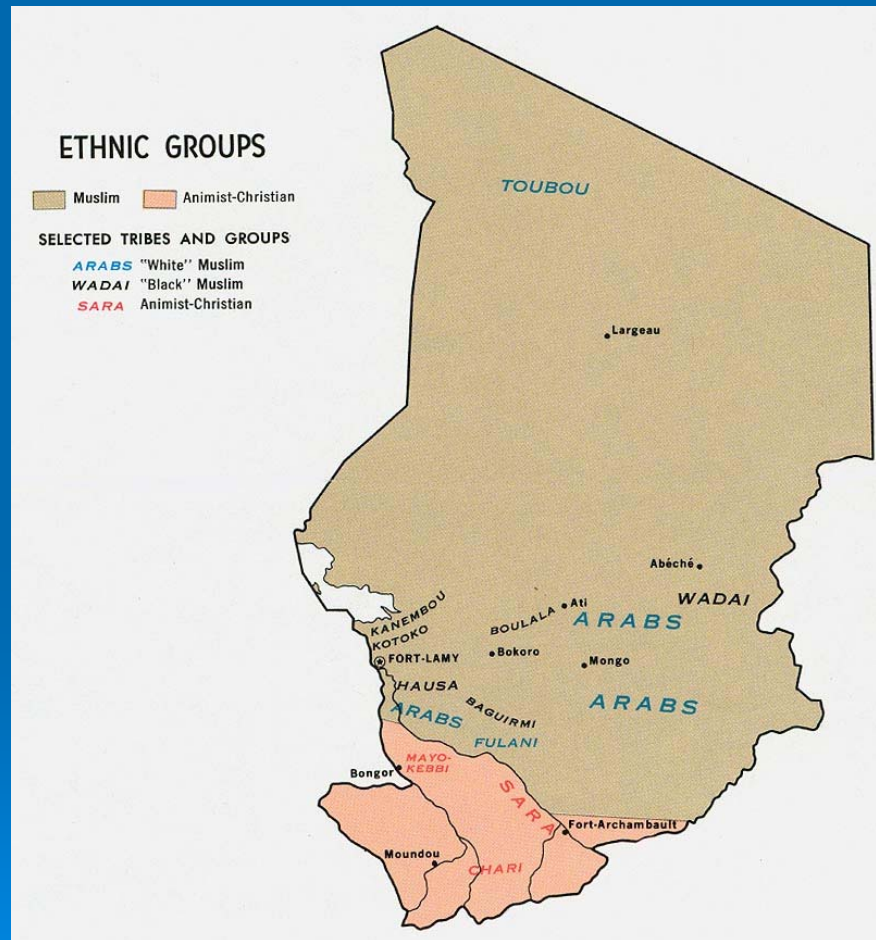 ETHNIC GROUPS
Muslim Animist-Christian
SELECTED TRIBES AND GROUPS
ARABS "White" Muslim
WADAI "Black" Muslim
SARA Animist-Christian
TOUBOU
Largeau
Abéché
WADAI
Ati
ARABS
BOULALA
KANEMBOU
KOTOKO
Bokoro
FORT-LAMY
Mongo
HAUSA
ARABS
BAGUIRMI
ARABS
FULANI
MAYO-
KEBBI
Bongor
SARA
Fort-Archambault
Moundou
CHARI